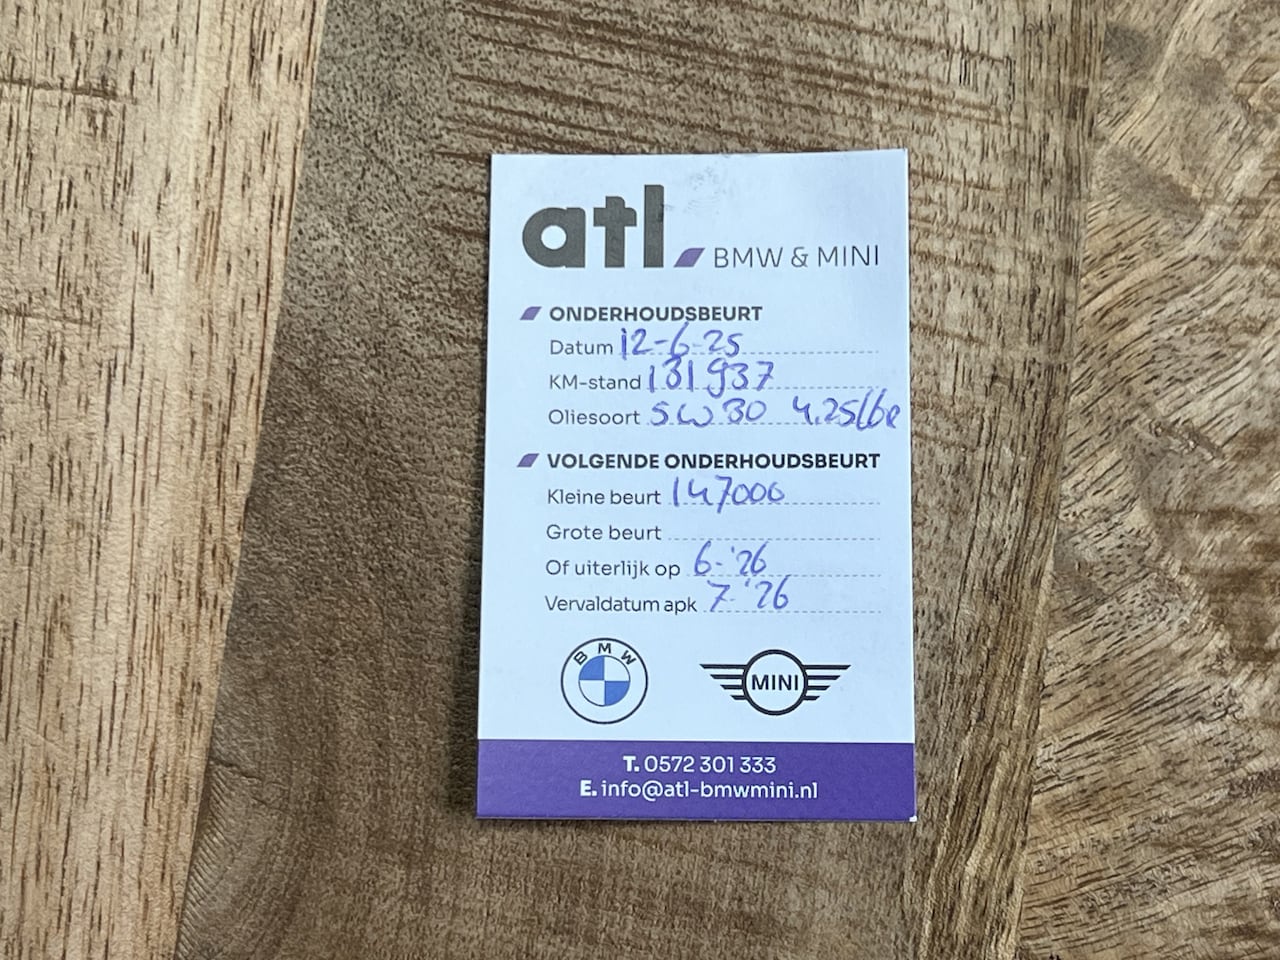 atl BMW & MINI
ONDERHOUDSBEURT
Datum 12-6-25
KM-stand 131937
Oliesoort 5W30 4.25
VOLGENDE ONDERHOUDSBEURT
Kleine beurt 147000
Grote beurt
Of uiterlijk op 6-'26
Vervaldatum apk 7-'26
BMW
MINI
T. 0572 301 333
E. info@atl-bmwmini.nl